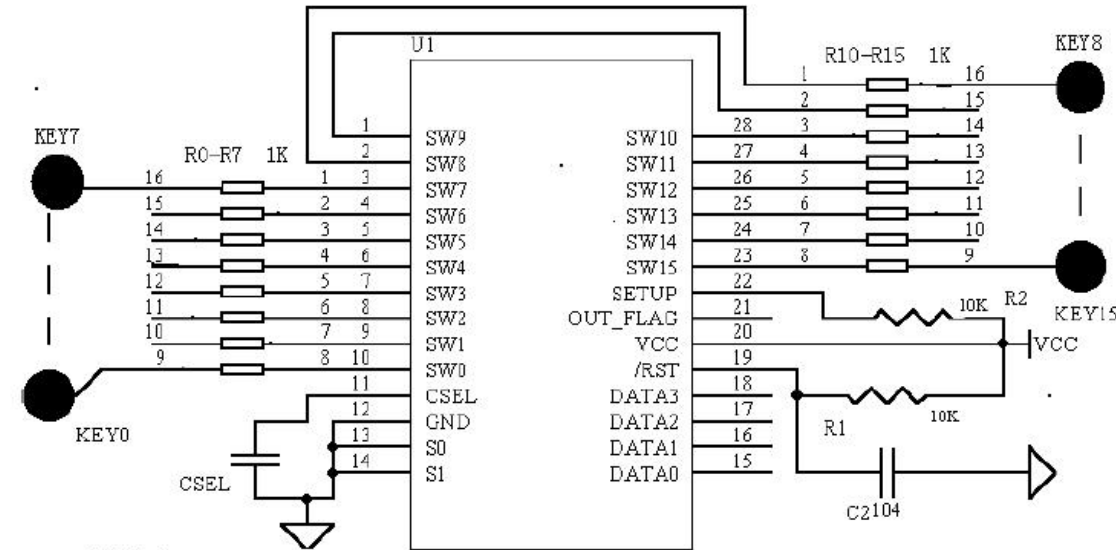 KEY8
U1
R10-R15 1K
1 16
2 15
KEY7
1 SW9 SW10 28 3 14
R0-R7 1K 2 SW8 SW11 27 4 13
16 1 3 SW7 SW12 26 5 12
15 2 4 SW6 SW13 25 6 11
14 3 5 SW5 SW14 24 7 10
13 4 6 SW4 SW15 23 8 9
12 5 7 SW3 SETUP 22
11 6 8 SW2 OUT_FLAG 21 10K R2 KEY15
10 7 9 SW1 VCC 20 VCC
9 8 10 SW0 /RST 19
11 CSEL DATA3 18
KEY0 12 GND DATA2 17 R1 10K
13 S0 DATA1 16
CSEL 14 S1 DATA0 15
C2 104